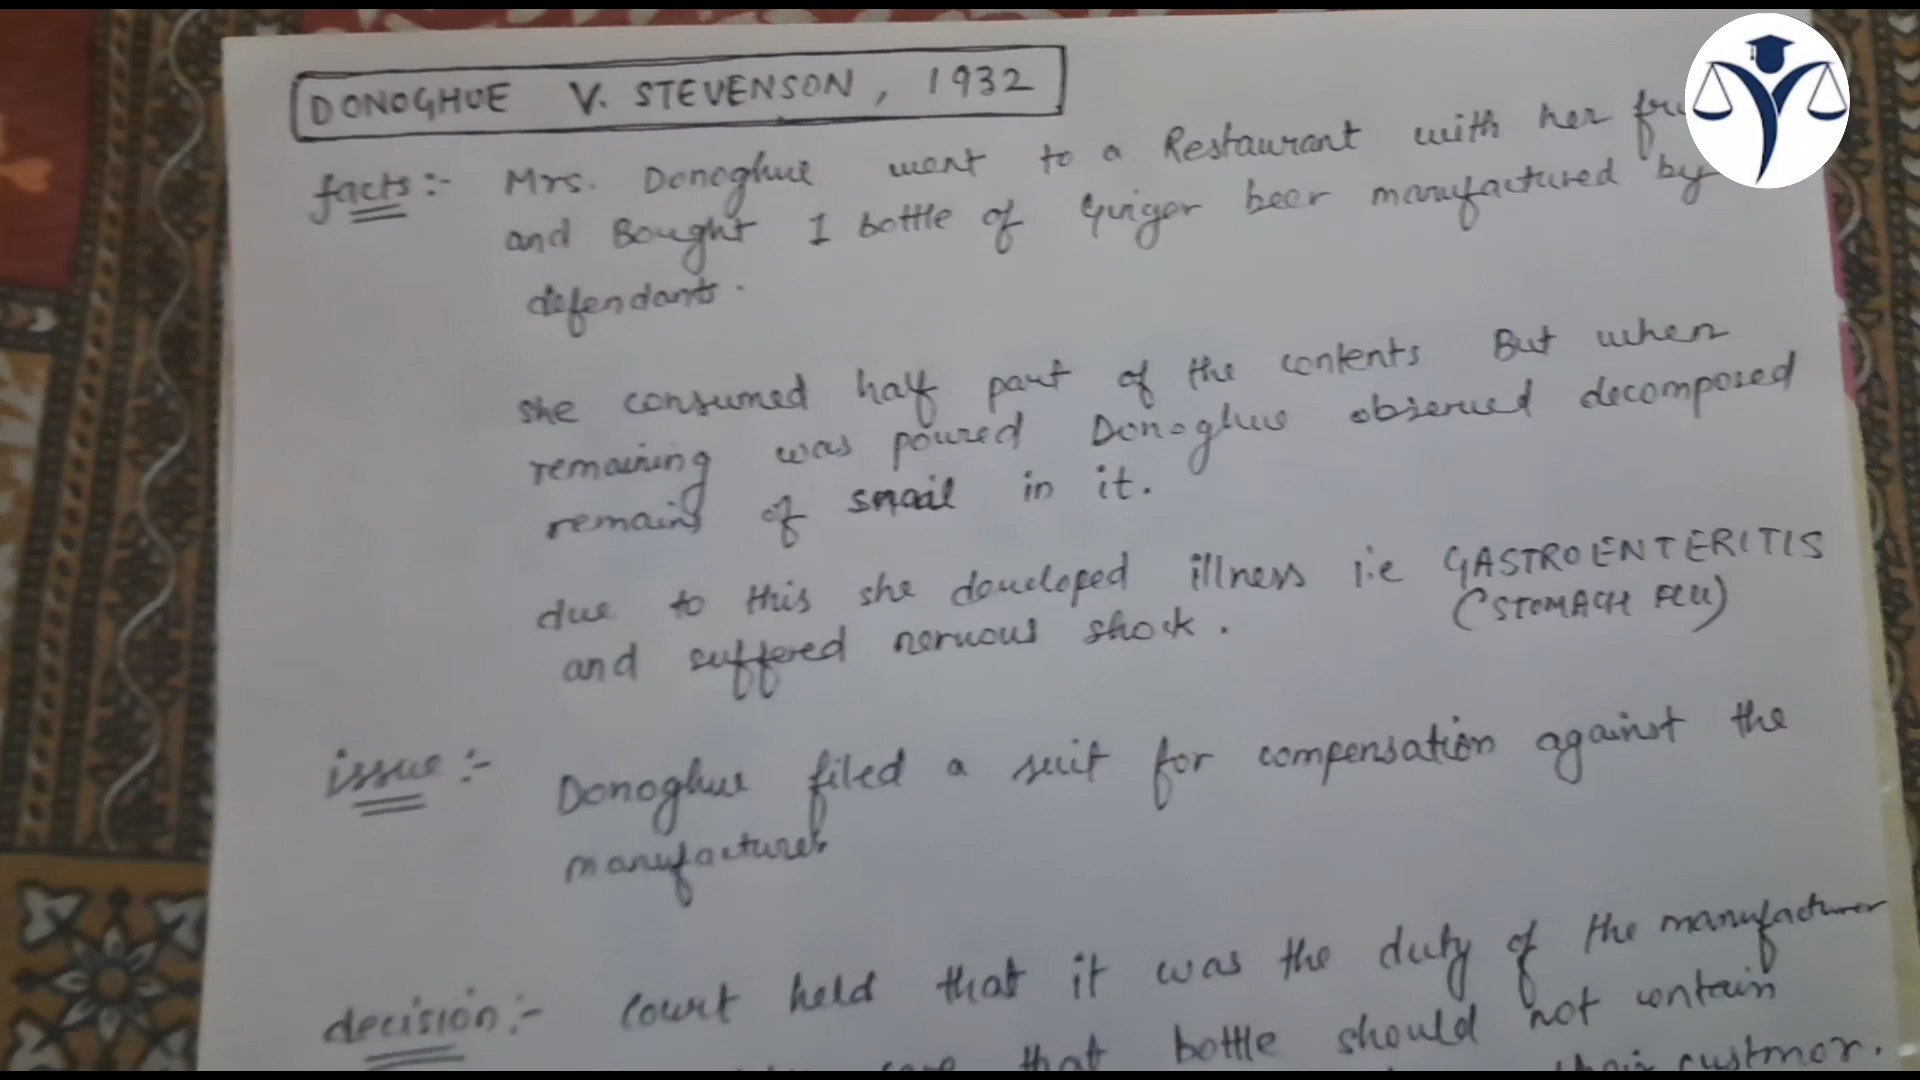 DONOGHUE V. STEVENSON, 1932
facts:- Mrs. Donoghue went to a Restaurant with her
and Bought 1 bottle of Ginger beer manufactured by
defendant.
she consumed half part of the contents But when
remaining was poured Donoghue observed decomposed
remains of snail in it.
due to this she developed illness i.e GASTROENTERITIS
(STOMACH FLU)
and suffered nervous shock.
issue:- Donoghue filed a suit for compensation against the
manufacturer
decision:- Court held that it was the duty of the manufacturer
that bottle should not contain
their custmor.